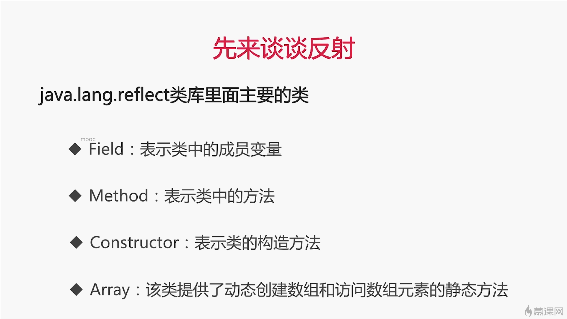 先来谈谈反射
java.lang.reflect类库里面主要的类
◆ Field：表示类中的成员变量
◆ Method：表示类中的方法
◆ Constructor：表示类的构造方法
◆ Array：该类提供了动态创建数组和访问数组元素的静态方法
慕课网